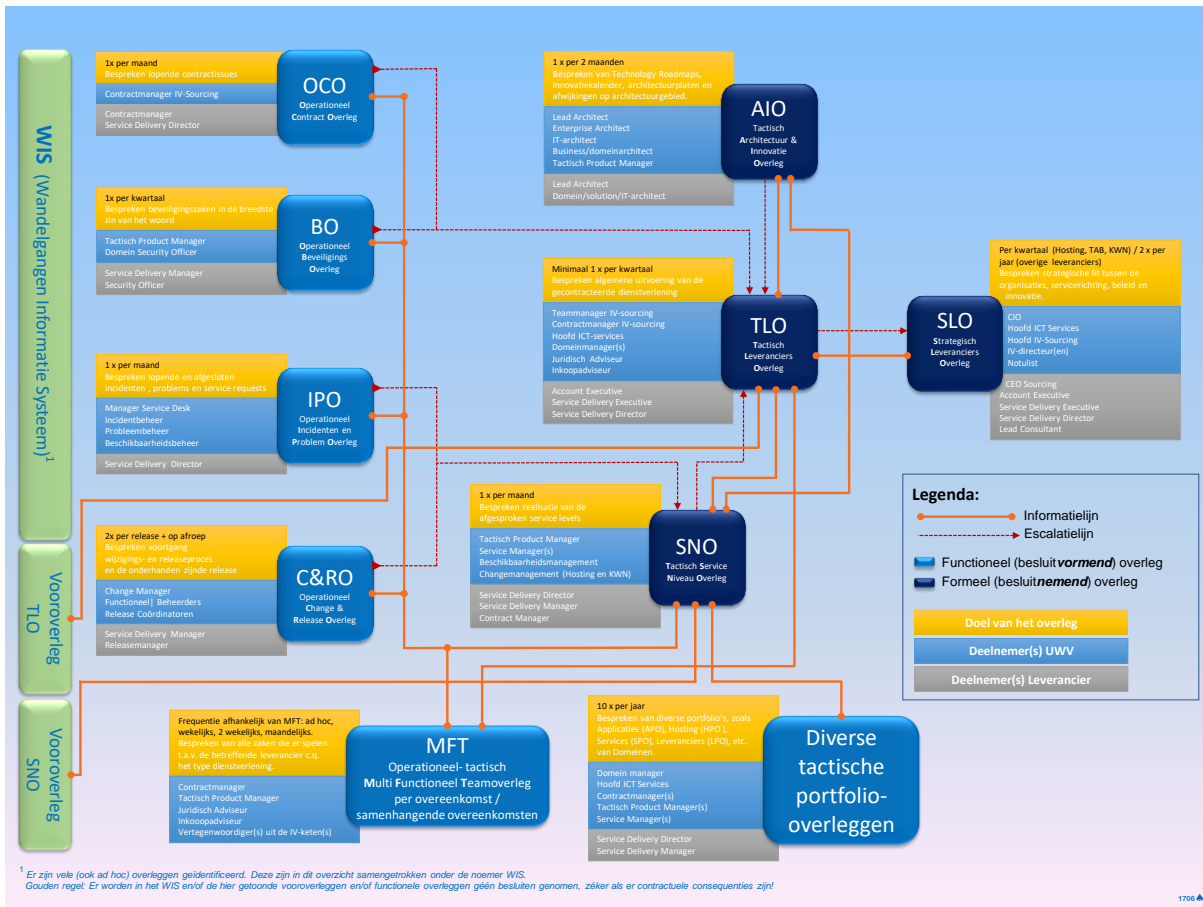 WIS (Wandelgangen Informatie Systeem)1
Vooroverleg
TLO
Vooroverleg
SNO
1x per maand
Bespreken lopende contractissues
Contractmanager IV-Sourcing
Contractmanager
Service Delivery Director
OCO
Operationeel
Contract Overleg
1x per kwartaal
Bespreken beveiligingszaken in de breedste
zin van het woord
Tactisch Product Manager
Domain Security Officer
Service Delivery Manager
Security Officer
BO
Operationeel
Beveiligings
Overleg
1x per maand
Bespreken lopende en afgesloten
incidenten , problems en service requests
Manager Service Desk
Incidentbeheer
Probleembeheer
Beschikbaarheidsbeheer
Service Delivery Director
IPO
Operationeel
Incidenten en
Problem Overleg
2x per release + op afroep
Bespreken voortgang
wijzigings- en releaseproces
en de onderhanden zijnde release
Change Manager
Functioneel| Beheerders
Release Coördinatoren
Service Delivery Manager
Releasemanager
C&RO
Operationeel
Change &
Release Overleg
1 x per 2 maanden
Bespreken van Technology Roadmaps,
innovatiekalender, architectuurplaten en
afwijkingen op architectuurgebied.
Lead Architect
Enterprise Architect
IT-architect
Business/domeinarchitect
Tactisch Product Manager
Lead Architect
Domein/solution/IT-architect
AIO
Tactisch
Architectuur &
Innovatie
Overleg
Minimaal 1 x per kwartaal
Bespreken algemene uitvoering van de
gecontracteerde dienstverlening
Teammanager IV-sourcing
Contractmanager IV-sourcing
Hoofd ICT-services
Domeinmanager(s)
Juridisch Adviseur
Inkoopadviseur
Account Executive
Service Delivery Executive
Service Delivery Director
TLO
Tactisch
Leveranciers
Overleg
Per kwartaal (Hosting, TAB, KWN) / 2 x per
jaar (overige leveranciers)
Bespreken strategische fit tussen de
organisaties, servicerichting, beleid en
innovatie.
CIO
Hoofd ICT Services
Hoofd IV-Sourcing
IV-directeur(en)
Notulist
CEO Sourcing
Account Executive
Service Delivery Executive
Service Delivery Director
Lead Consultant
SLO
Strategisch
Leveranciers
Overleg
1 x per maand
Bespreken realisatie van de
afgesproken service levels
Tactisch Product Manager
Service Manager(s)
Beschikbaarheidsmanagement
Changemanagement (Hosting en KWN)
Service Delivery Director
Service Delivery Manager
Contract Manager
SNO
Tactisch Service
Niveau Overleg
Legenda:
Informatielijn
Escalatielijn
Functioneel (besluitvormend) overleg
Formeel (besluitnemend) overleg
Doel van het overleg
Deelnemer(s) UWV
Deelnemer(s) Leverancier
Frequentie afhankelijk van MFT: ad hoc,
wekelijks, 2 wekelijks, maandelijks.
Bespreken van alle zaken die er spelen
t.a.v. de betreffende leverancier c.q.
het type dienstverlening.
Contractmanager
Tactisch Product Manager
Juridisch Adviseur
Inkooopadviseur
Vertegenwoordiger(s) uit de IV-keten(s)
MFT
Operationeel- tactisch
Multi Functioneel Teamoverleg
per overeenkomst /
samenhangende overeenkomsten
10 x per jaar
Bespreken van diverse portfolio's, zoals
Applicaties (APO), Hosting (HPO ),
Services (SPO), Leveranciers (LPO), etc.
van Domeinen.
Domein manager
Hoofd ICT Services
Contractmanager(s)
Tactisch Product Manager(s)
Service Manager(s)
Service Delivery Director
Service Delivery Manager
Diverse
tactische
portfolio-
overleggen
1 Er zijn vele (ook ad hoc) overleggen geïdentificeerd. Deze zijn in dit overzicht samengetrokken onder de noemer WIS.
Gouden regel: Er worden in het WIS en/of de hier getoonde vooroverleggen en/of functionele overleggen géén besluiten genomen, zéker als er contractuele consequenties zijn!
1706